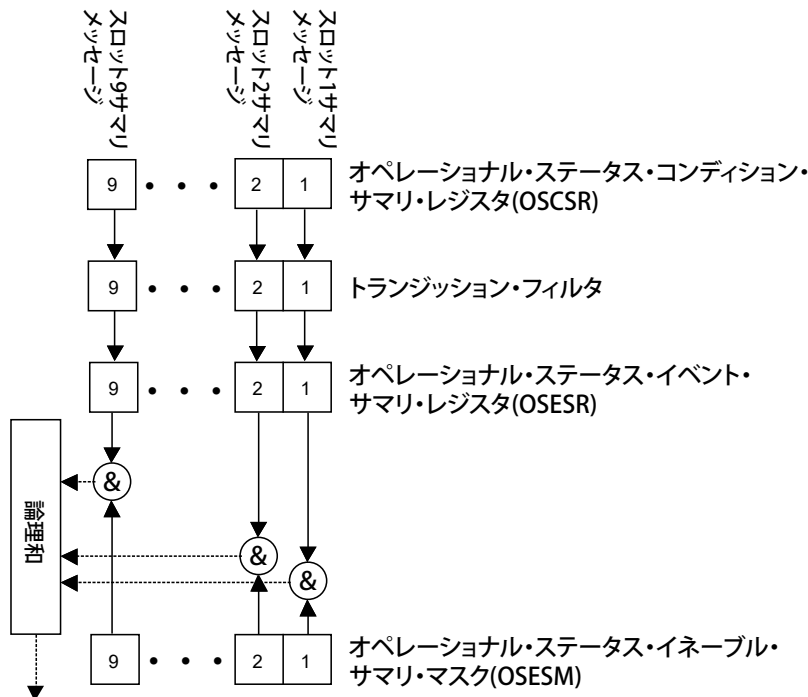 スロット9サマリ
メッセージ
スロット2サマリ
メッセージ
スロット1サマリ
メッセージ
9 • • • 2 1
オペレーショナル・ステータス・コンディション・
サマリ・レジスタ(OSCSR)
9 • • • 2 1
トランジッション・フィルタ
9 • • • 2 1
オペレーショナル・ステータス・イベント・
サマリ・レジスタ(OSESR)
&
論理和
&
&
9 • • • 2 1
オペレーショナル・ステータス・イネーブル・
サマリ・マスク(OSESM)